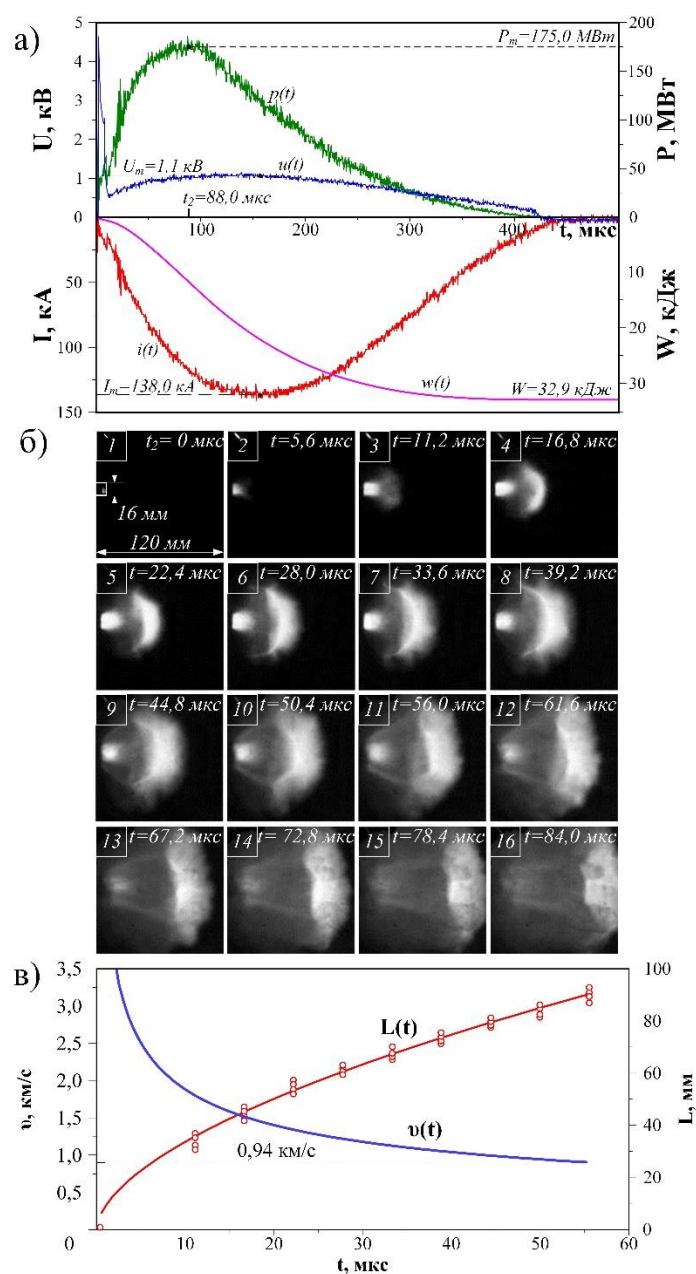 а)
U, кВ
5
4
3
2
1
0
P, МВт
200
150
100
50
0
P_m=175,0 МВт
p(t)
U_m=1,1 кВ
u(t)
t_2=88,0 мкс
100
200
300
400
t, мкс
I, кА
50
100
150
W, кДж
10
20
30
i(t)
I_m=138,0 кА
w(t)
W=32,9 кДж
б)
1 t_2= 0 мкс
16 мм
120 мм
2 t=5,6 мкс
3 t=11,2 мкс
4 t=16,8 мкс
5 t=22,4 мкс
6 t=28,0 мкс
7 t=33,6 мкс
8 t=39,2 мкс
9 t=44,8 мкс
10 t=50,4 мкс
11 t=56,0 мкс
12 t=61,6 мкс
13 t=67,2 мкс
14 t= 72,8 мкс
15 t=78,4 мкс
16 t=84,0 мкс
в)
υ, км/с
3,5
3,0
2,5
2,0
1,5
1,0
0,5
0
L, мм
100
80
60
40
20
0
L(t)
υ(t)
0,94 км/с
10
20
30
40
50
60
t, мкс